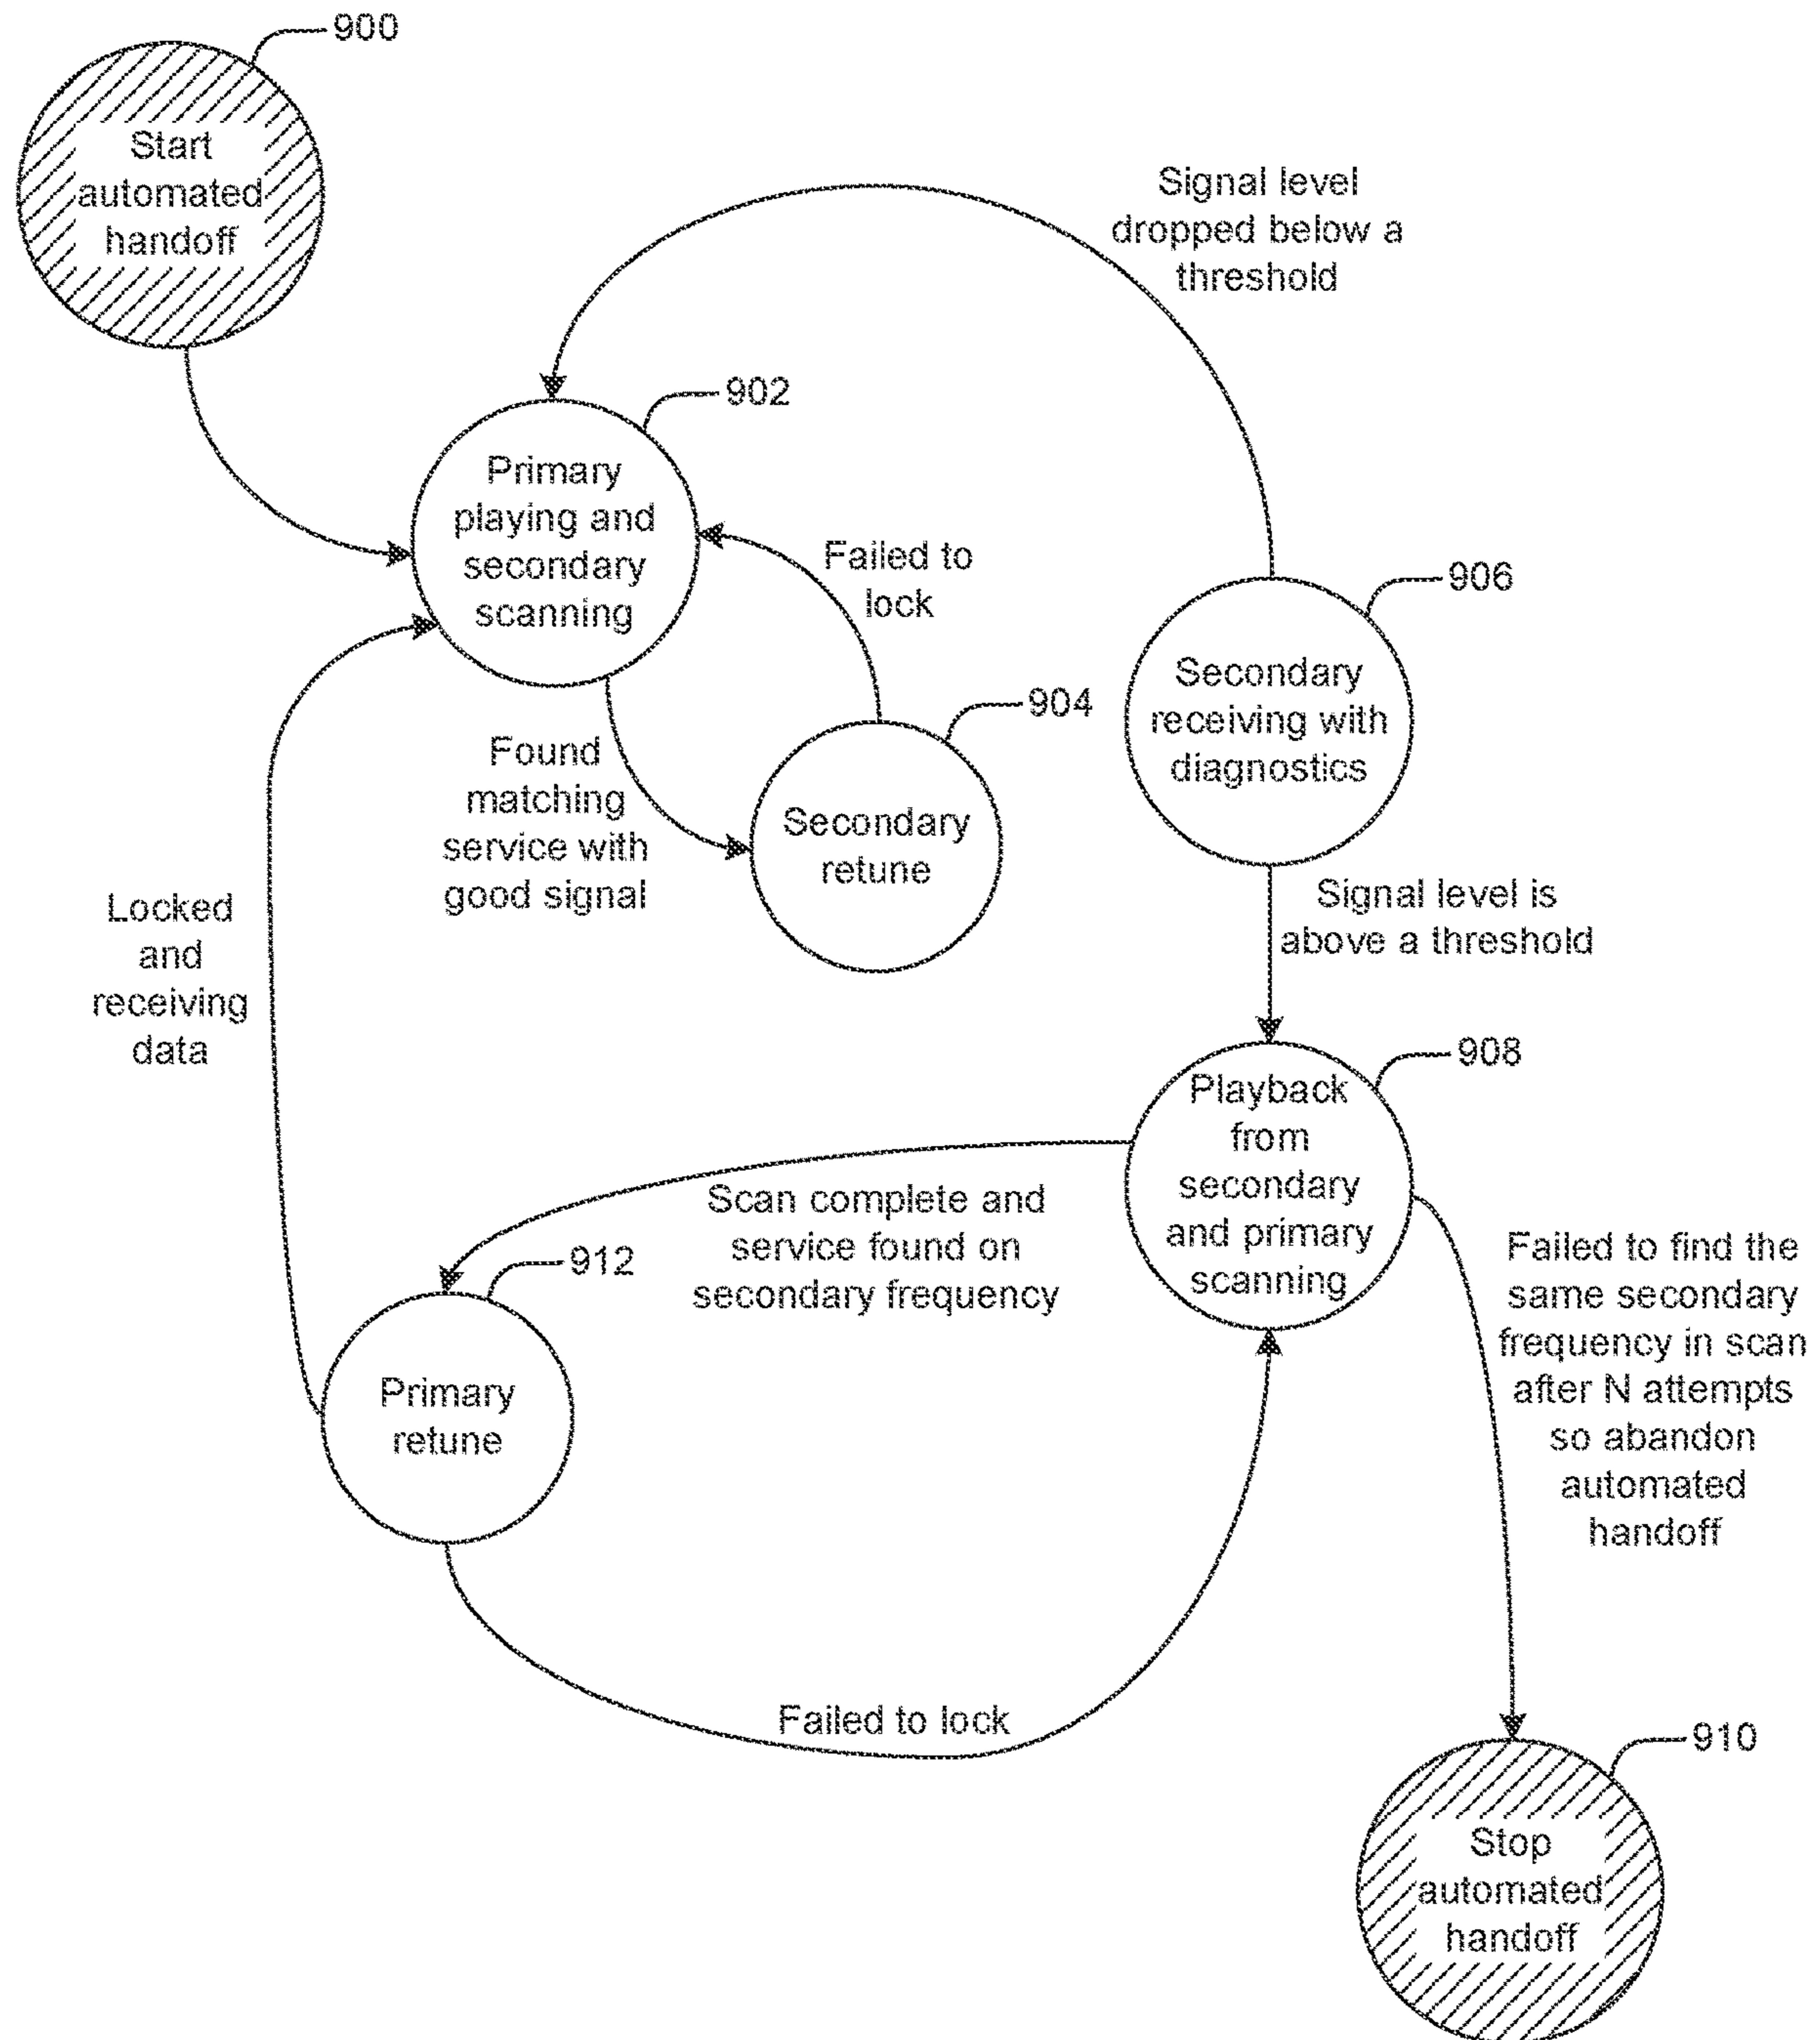 900
Start
automated
handoff
Signal level
dropped below a
threshold
902
Primary
playing and
secondary
scanning
Failed to
lock
906
Secondary
receiving with
diagnostics
904
Found
matching
service with
good signal
Secondary
retune
Locked
and
receiving
data
Signal level is
above a threshold
908
Playback
from
secondary
and primary
scanning
Scan complete and
service found on
secondary frequency
912
Primary
retune
Failed to find the
same secondary
frequency in scan
after N attempts
so abandon
automated
handoff
Failed to lock
910
Stop
automated
handoff